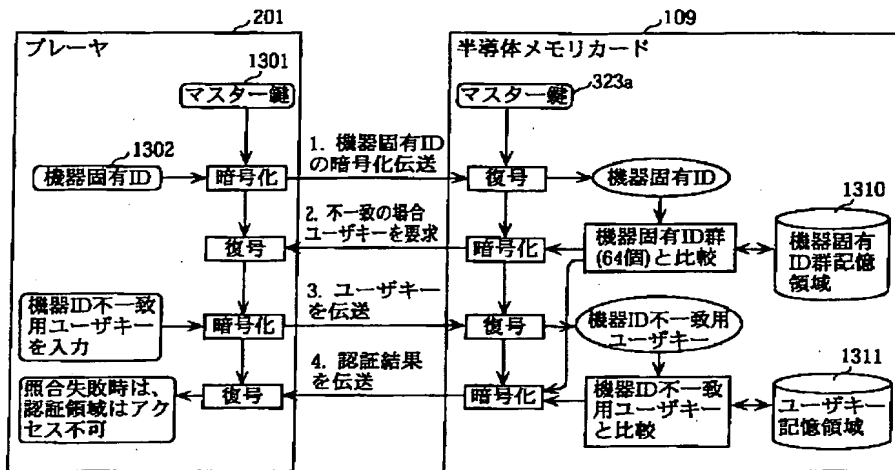 201
109
プレーヤ
半導体メモリカード
1301
マスター鍵
マスター鍵
323a
1302
機器固有ID
暗号化
1. 機器固有ID
の暗号化伝送
復号
機器固有ID
1310
2. 不一致の場合
ユーザキーを要求
復号
暗号化
機器固有ID群
(64個)と比較
機器固有
ID群記憶
領域
機器ID不一致
用ユーザキー
を入力
暗号化
3. ユーザキー
を伝送
復号
機器ID不一致用
ユーザキー
1311
照合失敗時は、
認証領域はアク
セス不可
復号
4. 認証結果
を伝送
暗号化
機器ID不一致
用ユーザキー
と比較
ユーザキー
記憶領域